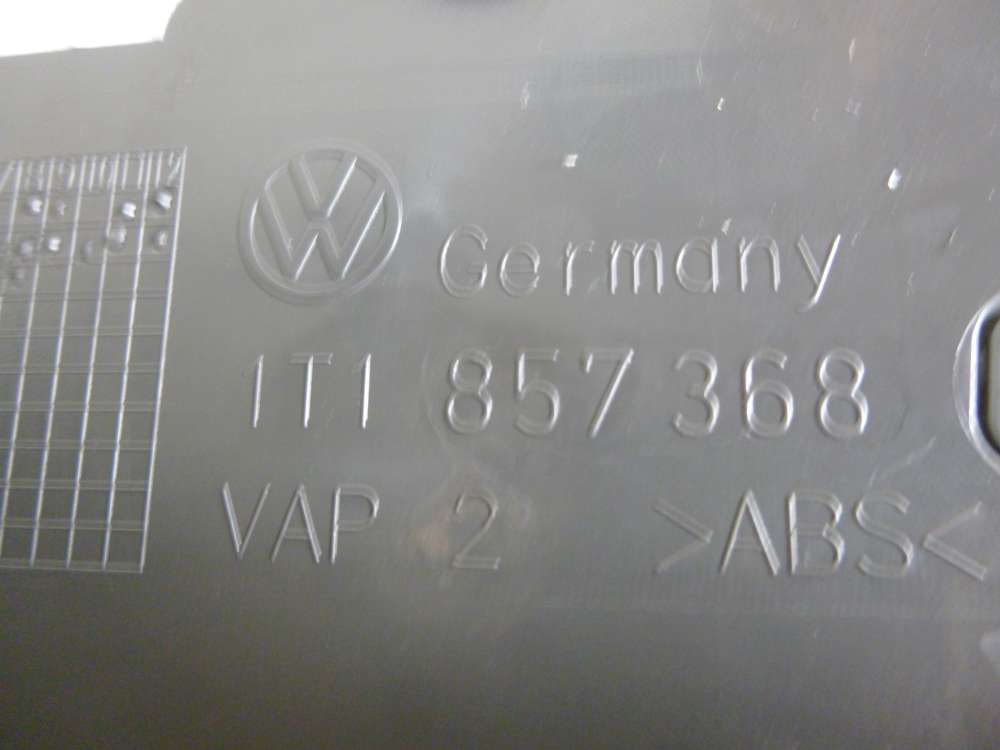 Germany
1T1 857 368
VAP 2 >ABS<